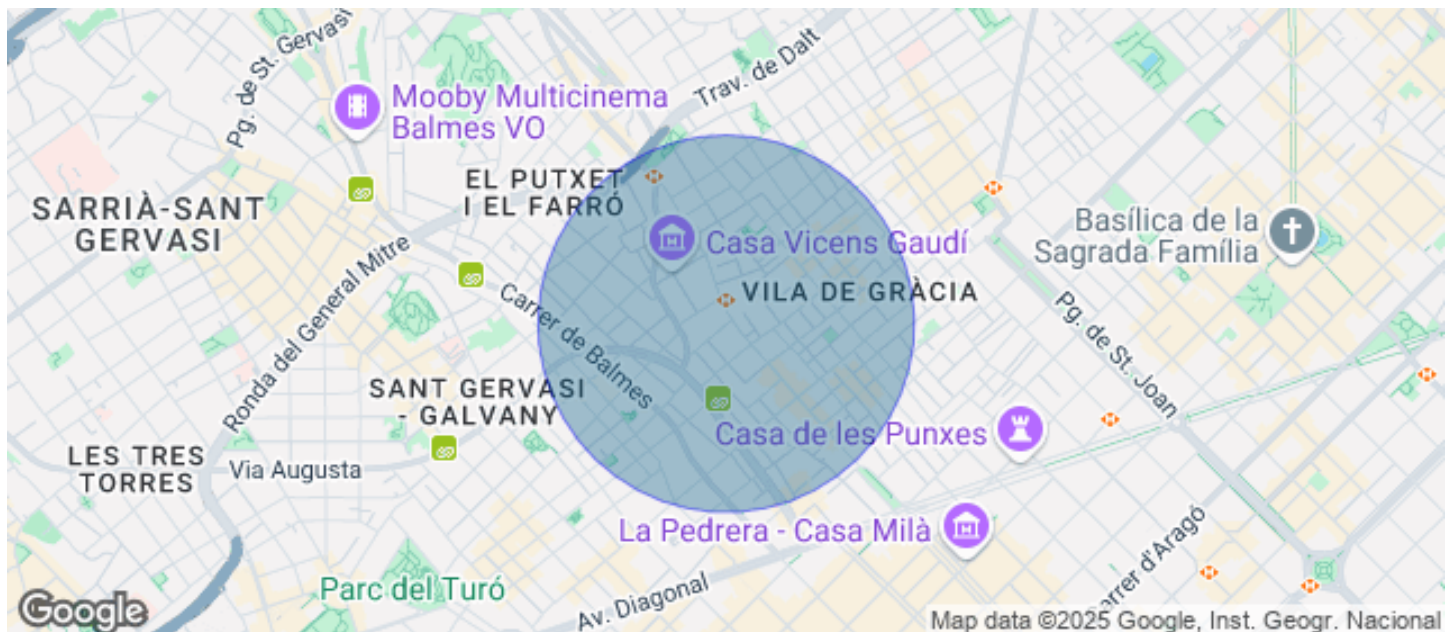 Pg. de St. Gervasi
Trav. de Dalt
Mooby Multicinema
Balmes VO
EL PUTXET
I EL FARRÓ
SARRIÀ-SANT
GERVASI
Basílica de la
Sagrada Família
Casa Vicens Gaudí
VILA DE GRÀCIA
Ronda del General Mitre
Carrer de Balmes
Pg. de St. Joan
SANT GERVASI
- GALVANY
Casa de les Punxes
LES TRES
TORRES
Via Augusta
La Pedrera - Casa Milà
Parc del Turó
Av. Diagonal
rrer d'Aragó
Google
Map data ©2025 Google, Inst. Geogr. Nacional